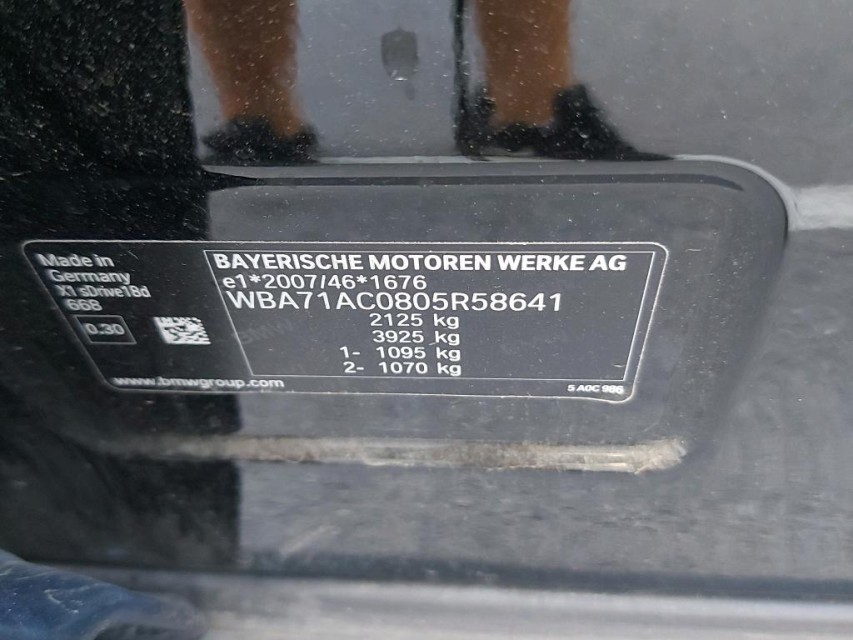 Made in
Germany
X1 sDrive18d
668
0.30
BAYERISCHE MOTOREN WERKE AG
e1*2007/46*1676
WBA71AC0805R58641
2125 kg
3925 kg
1- 1095 kg
2- 1070 kg
www.bmwgroup.com
5 A0C 986